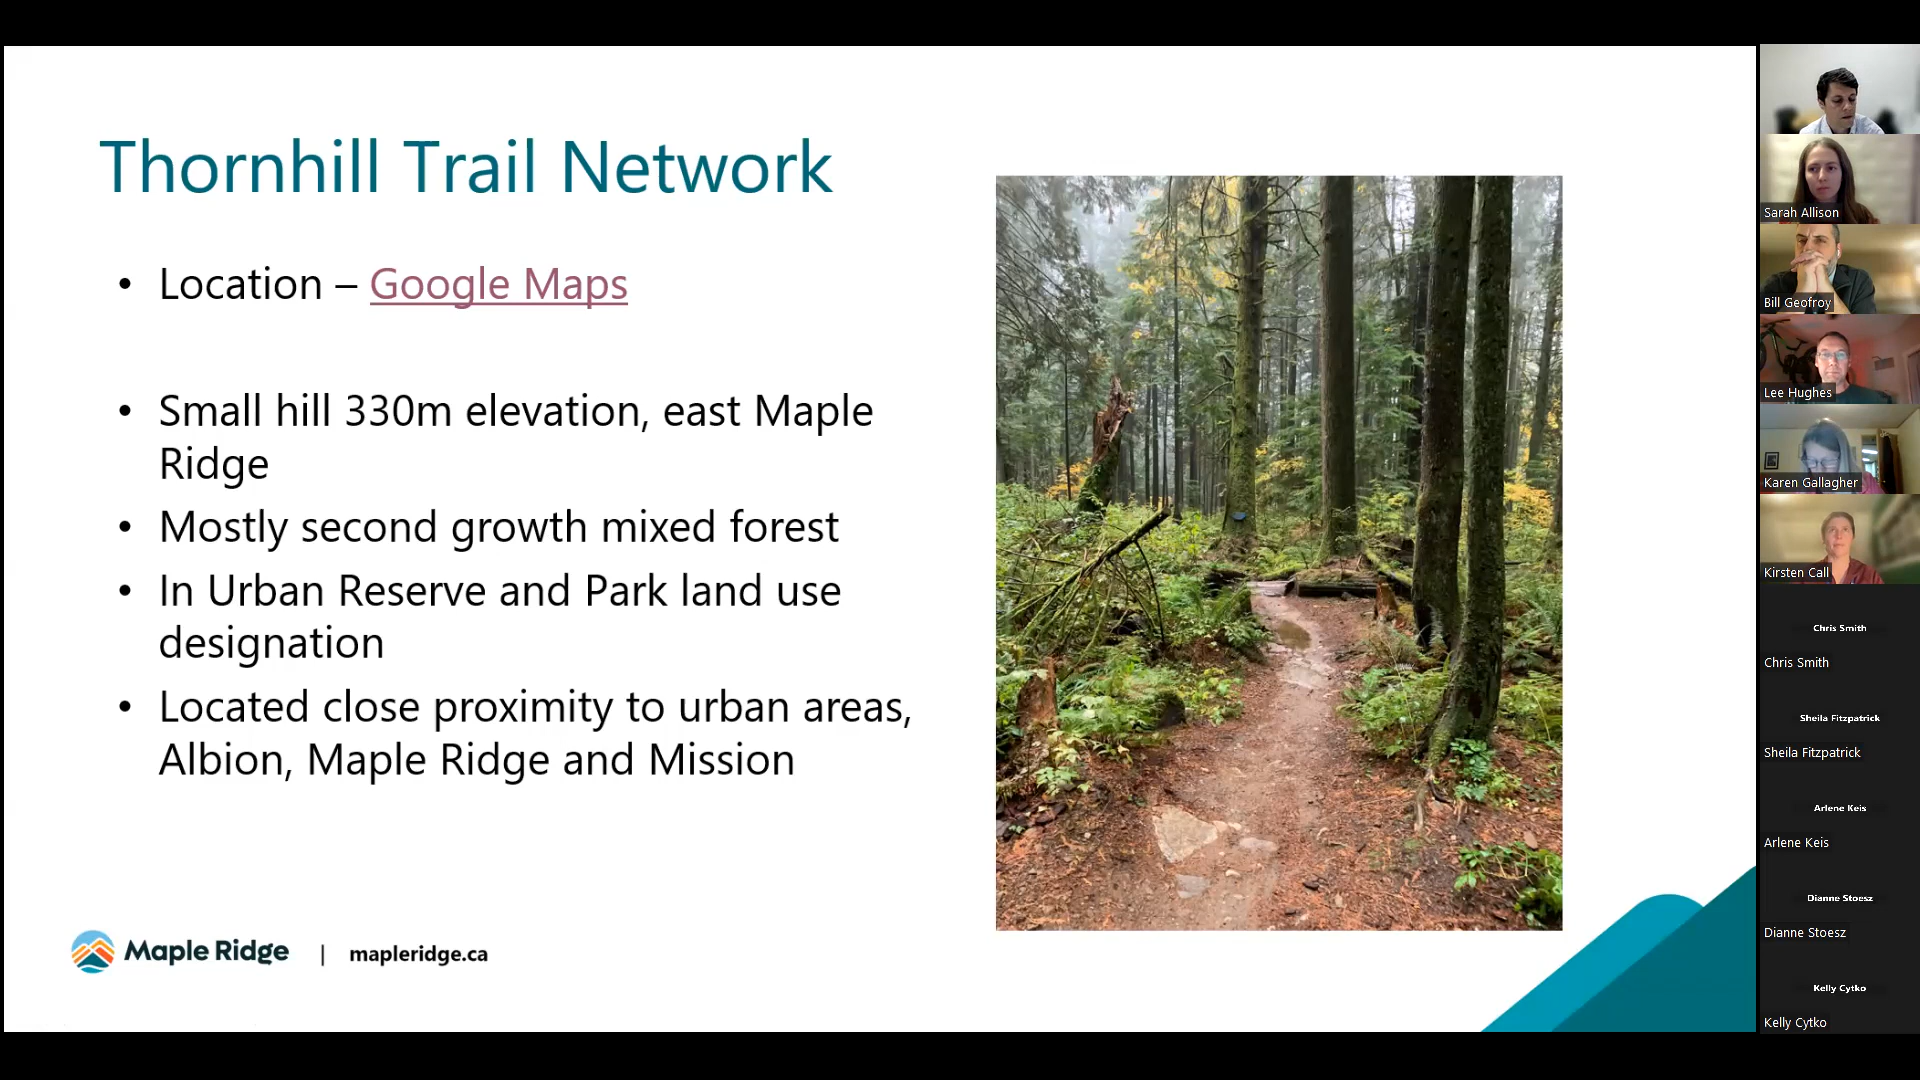 Thornhill Trail Network
• Location – Google Maps
• Small hill 330m elevation, east Maple
Ridge
• Mostly second growth mixed forest
• In Urban Reserve and Park land use
designation
• Located close proximity to urban areas,
Albion, Maple Ridge and Mission
Maple Ridge | mapleridge.ca
Sarah Allison
Bill Geofroy
Lee Hughes
Karen Gallagher
Kirsten Call
Chris Smith
Chris Smith
Sheila Fitzpatrick
Sheila Fitzpatrick
Arlene Keis
Arlene Keis
Dianne Stoesz
Dianne Stoesz
Kelly Cytko
Kelly Cytko